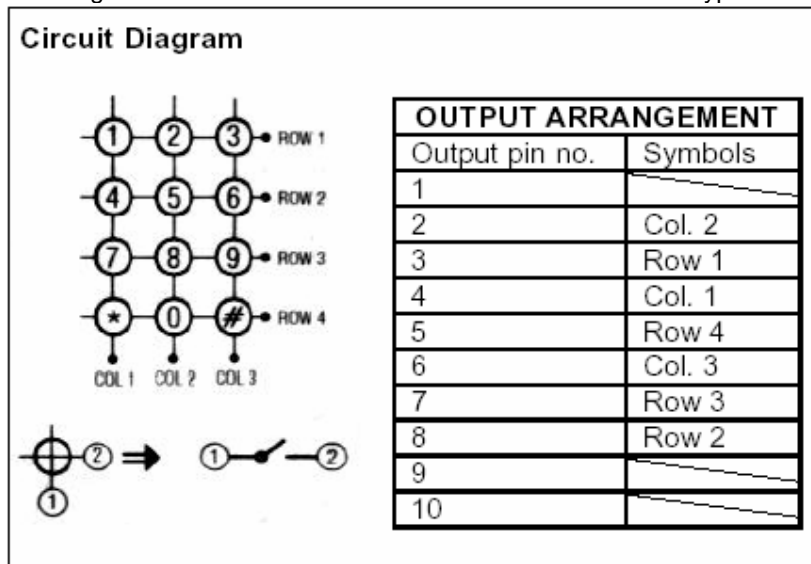 Circuit Diagram
1 2 3 ROW 1
4 5 6 ROW 2
7 8 9 ROW 3
* 0 # ROW 4
COL 1 COL 2 COL 3
1 2 1 2
OUTPUT ARRANGEMENT
Output pin no. Symbols
1
2 Col. 2
3 Row 1
4 Col. 1
5 Row 4
6 Col. 3
7 Row 3
8 Row 2
9
10